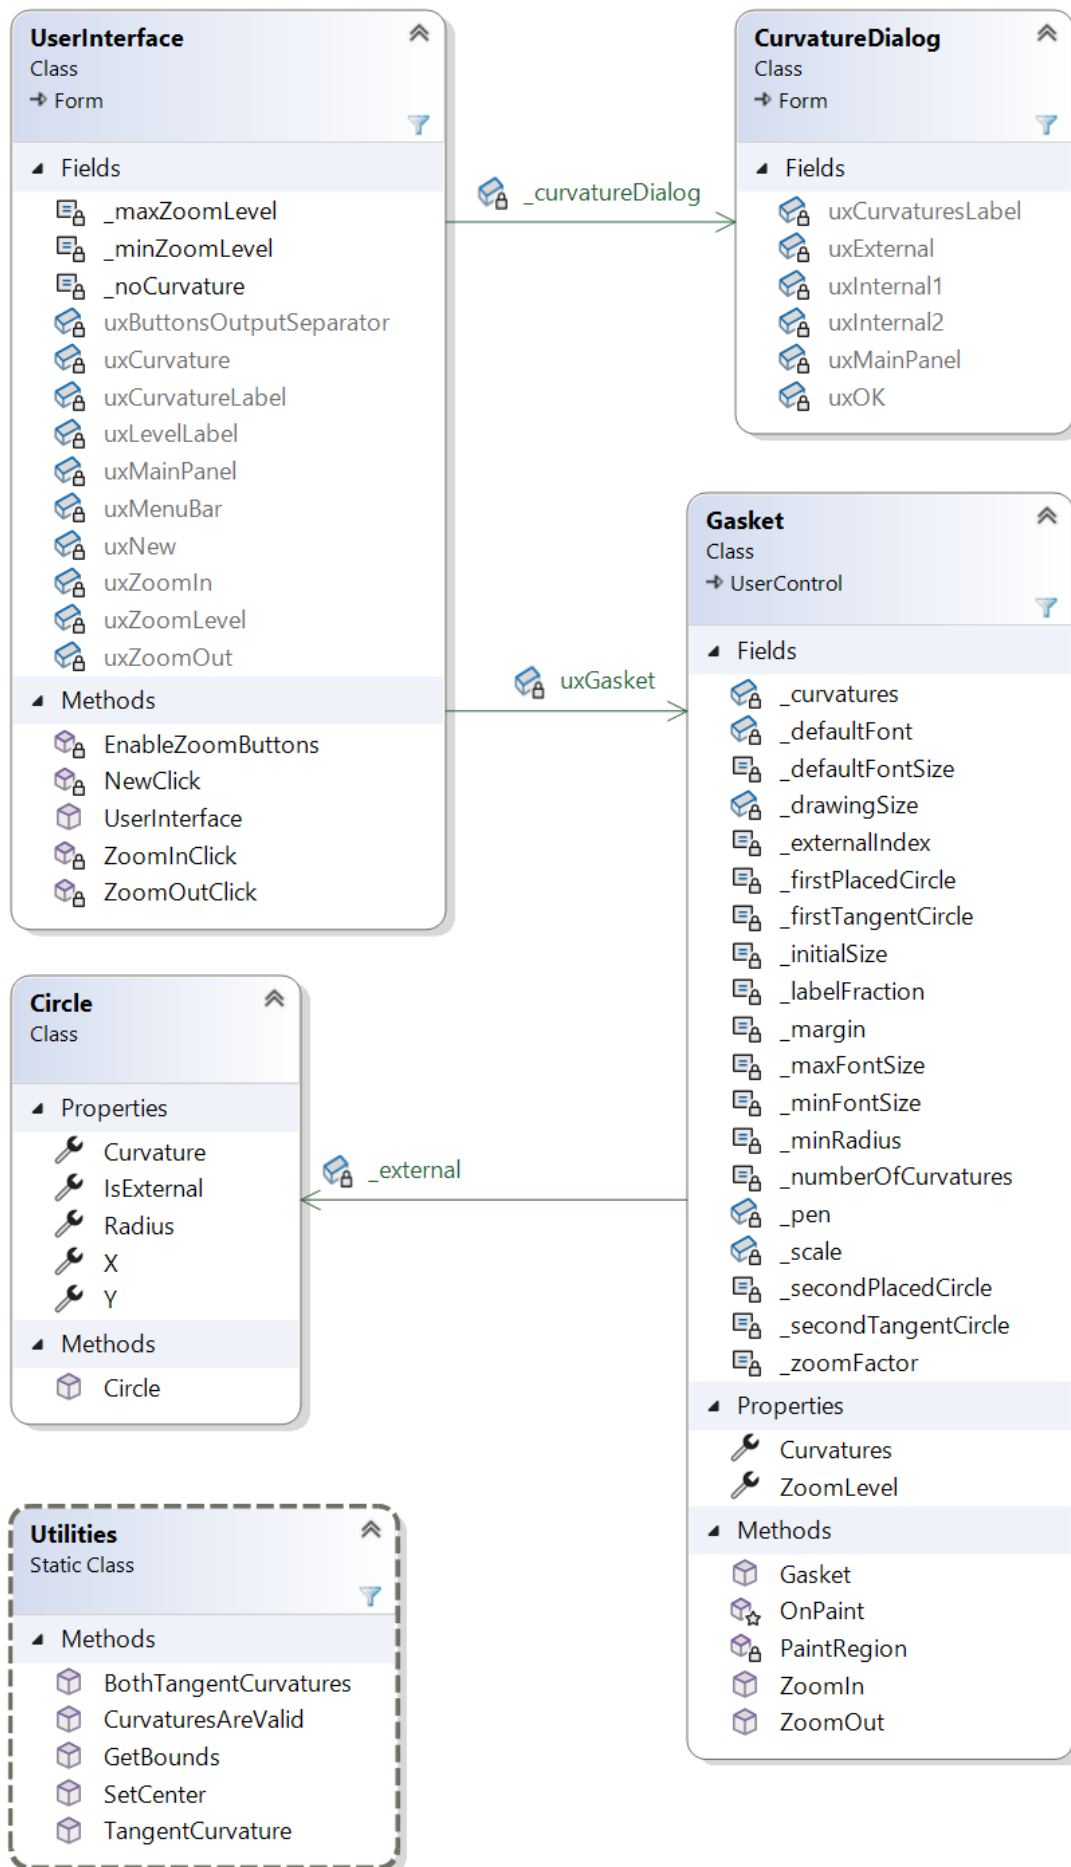 UserInterface
Class
Form
Fields
_maxZoomLevel
_minZoomLevel
_noCurvature
uxButtonsOutputSeparator
uxCurvature
uxCurvatureLabel
uxLevelLabel
uxMainPanel
uxMenuBar
uxNew
uxZoomIn
uxZoomLevel
uxZoomOut
Methods
EnableZoomButtons
NewClick
UserInterface
ZoomInClick
ZoomOutClick
_curvatureDialog
CurvatureDialog
Class
Form
Fields
uxCurvaturesLabel
uxExternal
uxInternal1
uxInternal2
uxMainPanel
uxOK
uxGasket
Gasket
Class
UserControl
Fields
_curvatures
_defaultFont
_defaultFontSize
_drawingSize
_externalIndex
_firstPlacedCircle
_firstTangentCircle
_initialSize
_labelFraction
_margin
_maxFontSize
_minFontSize
_minRadius
_numberOfCurvatures
_pen
_scale
_secondPlacedCircle
_secondTangentCircle
_zoomFactor
Properties
Curvatures
ZoomLevel
Methods
Gasket
OnPaint
PaintRegion
ZoomIn
ZoomOut
_external
Circle
Class
Properties
Curvature
IsExternal
Radius
X
Y
Methods
Circle
Utilities
Static Class
Methods
BothTangentCurvatures
CurvaturesAreValid
GetBounds
SetCenter
TangentCurvature